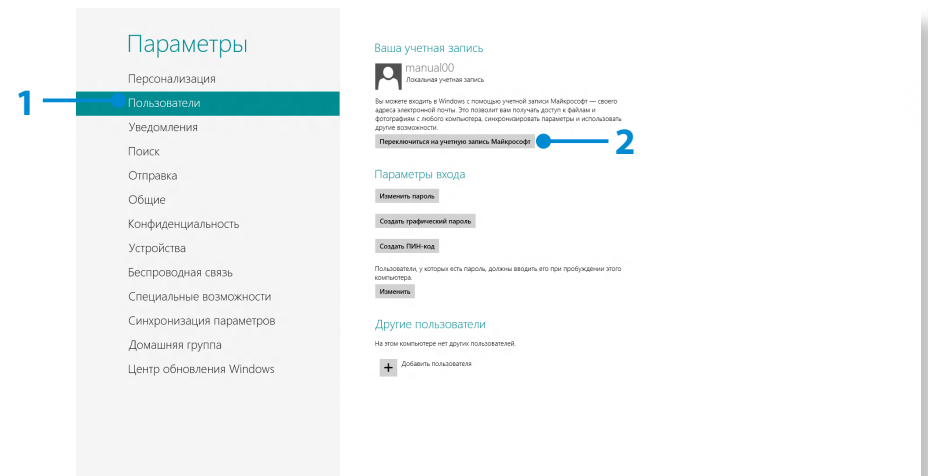 Параметры
Персонализация
1
Пользователи
Уведомления
Поиск
Отправка
Общие
Конфиденциальность
Устройства
Беспроводная связь
Специальные возможности
Синхронизация параметров
Домашняя группа
Центр обновления Windows
Ваша учетная запись
manual00
Локальная учетная запись
Вы можете входить в Windows с помощью учетной записи Майкрософт — своего
адреса электронной почты. Это позволит вам получать доступ к файлам и
фотографиям с любого компьютера, синхронизировать параметры и использовать
другие возможности.
Переключиться на учетную запись Майкрософт
2
Параметры входа
Изменить пароль
Создать графический пароль
Создать ПИН-код
Пользователи, у которых есть пароль, должны вводить его при пробуждении этого
компьютера.
Изменить
Другие пользователи
На этом компьютере нет других пользователей.
+ Добавить пользователя